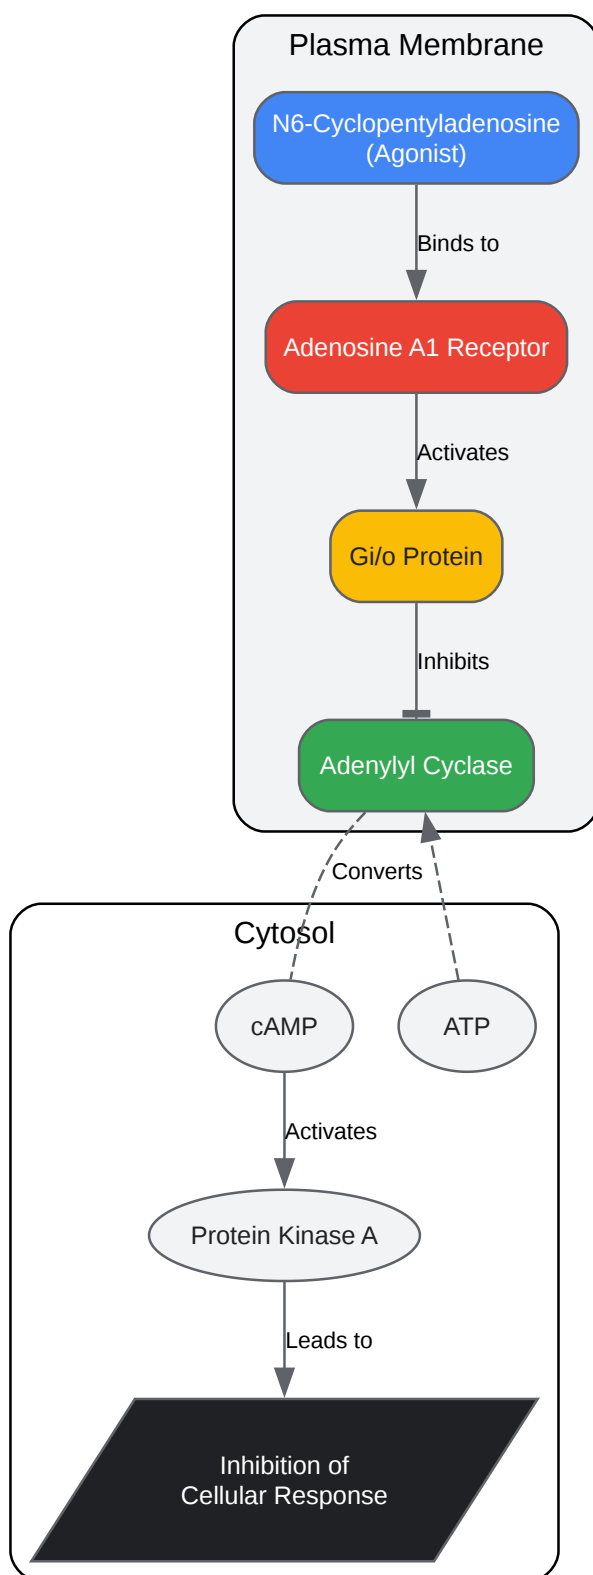 Plasma Membrane
N6-Cyclopentyladenosine
(Agonist)
Binds to
Adenosine A1 Receptor
Activates
Gi/o Protein
Inhibits
Adenylyl Cyclase
Converts
Cytosol
cAMP
ATP
Activates
Protein Kinase A
Leads to
Inhibition of
Cellular Response